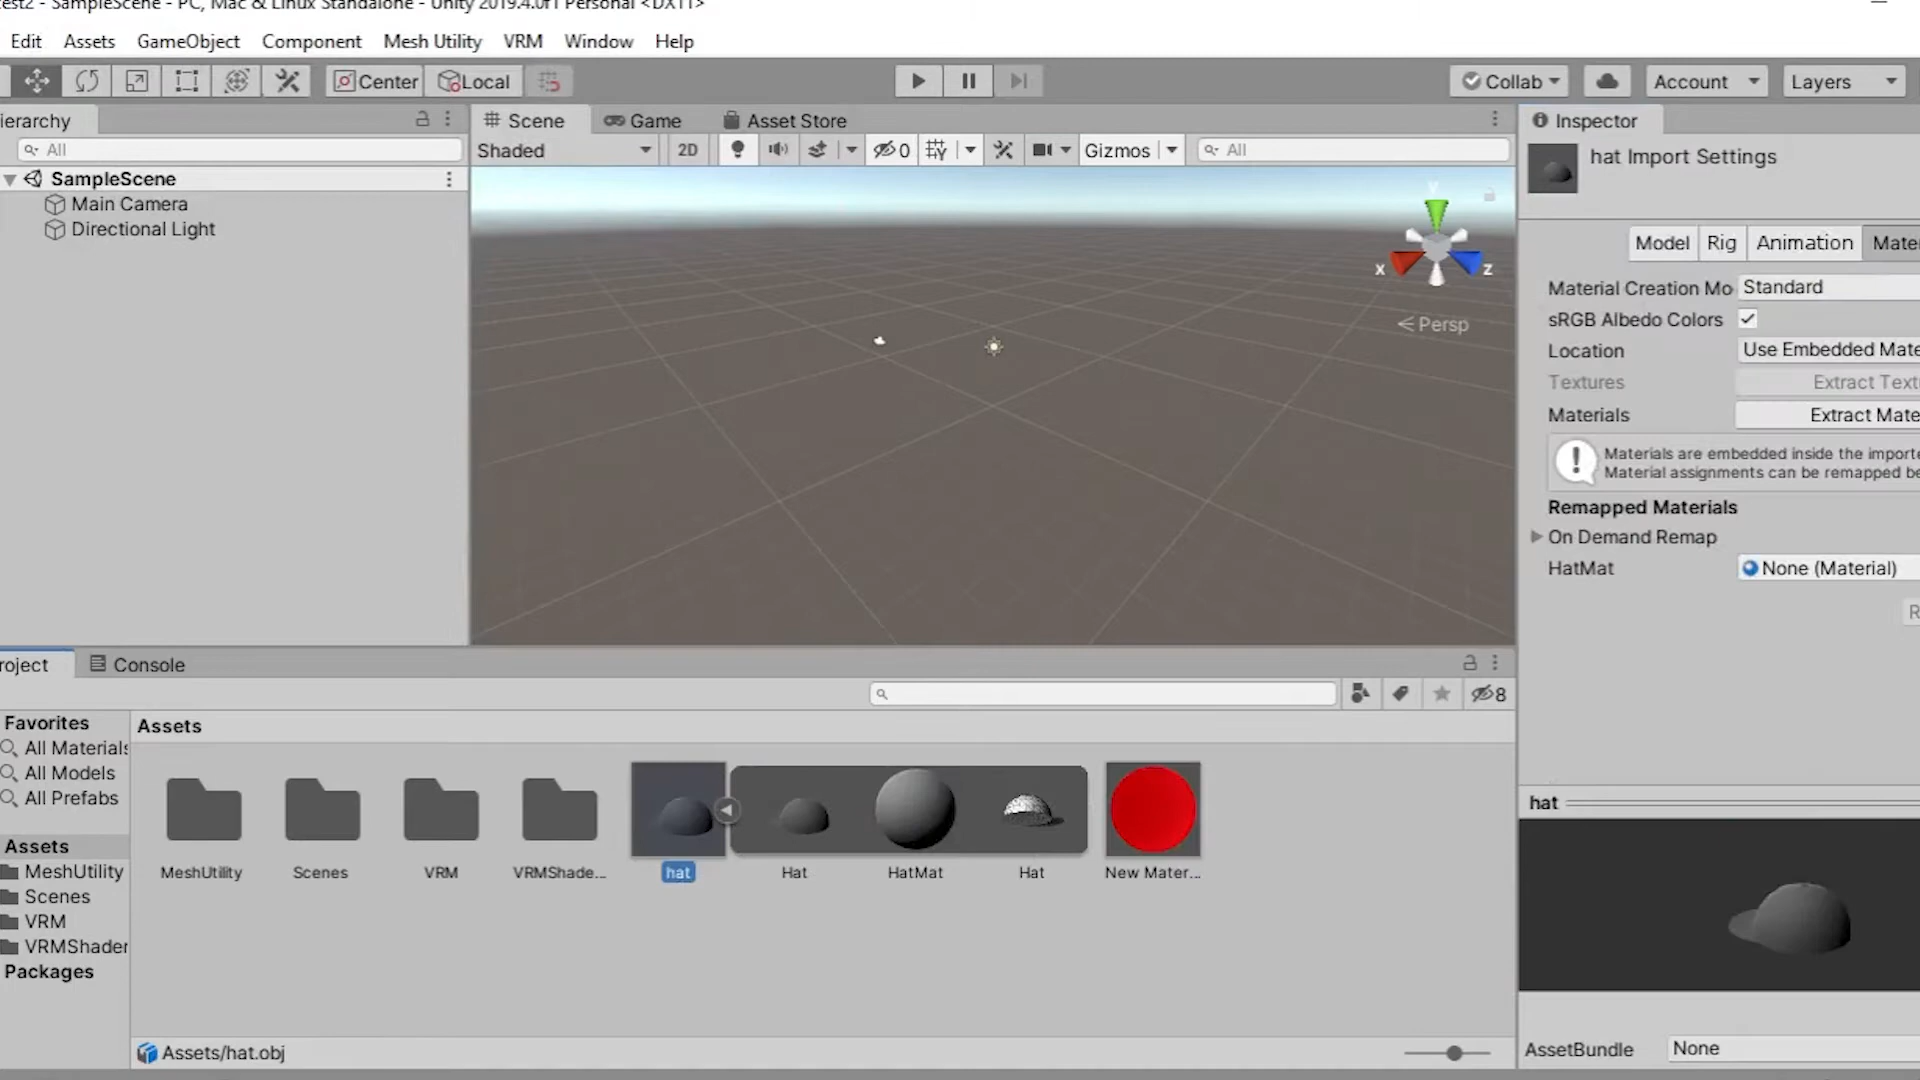 est2 - SampleScene - PC, Mac & Linux Standalone - Unity 2019.4.0f1 Personal <DX11>
Edit Assets GameObject Component Mesh Utility VRM Window Help
Center Local Collab Account Layers
ierarchy
All
SampleScene
Main Camera
Directional Light
Scene Game Asset Store
Shaded 2D 0 Gizmos All
y
x z
Persp
Inspector
hat Import Settings
Model Rig Animation Mate
Material Creation Mo Standard
sRGB Albedo Colors
Location Use Embedded Mate
Textures Extract Text
Materials Extract Mate
Materials are embedded inside the importe
Material assignments can be remapped be
Remapped Materials
On Demand Remap
HatMat None (Material)
R
roject Console
8
Favorites
All Materials
All Models
All Prefabs
Assets
MeshUtility
Scenes
VRM
VRMShader
Packages
Assets
MeshUtility Scenes VRM VRMShade... hat Hat HatMat Hat New Mater...
Assets/hat.obj
hat
AssetBundle None